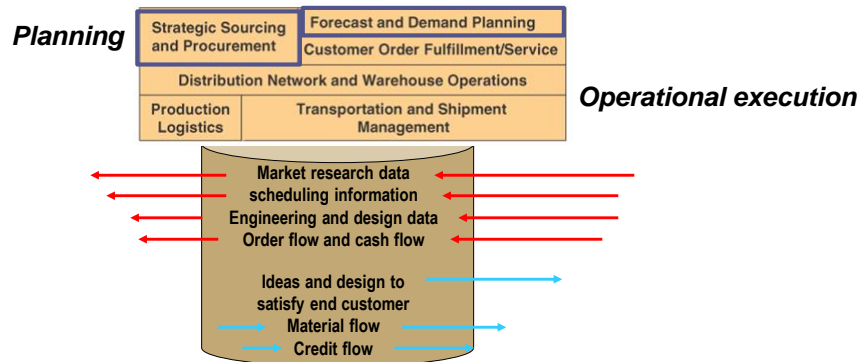 Planning
Strategic Sourcing
and Procurement
Forecast and Demand Planning
Customer Order Fulfillment/Service
Distribution Network and Warehouse Operations
Operational execution
Production
Logistics
Transportation and Shipment
Management
Market research data
scheduling information
Engineering and design data
Order flow and cash flow
Ideas and design to
satisfy end customer
Material flow
Credit flow